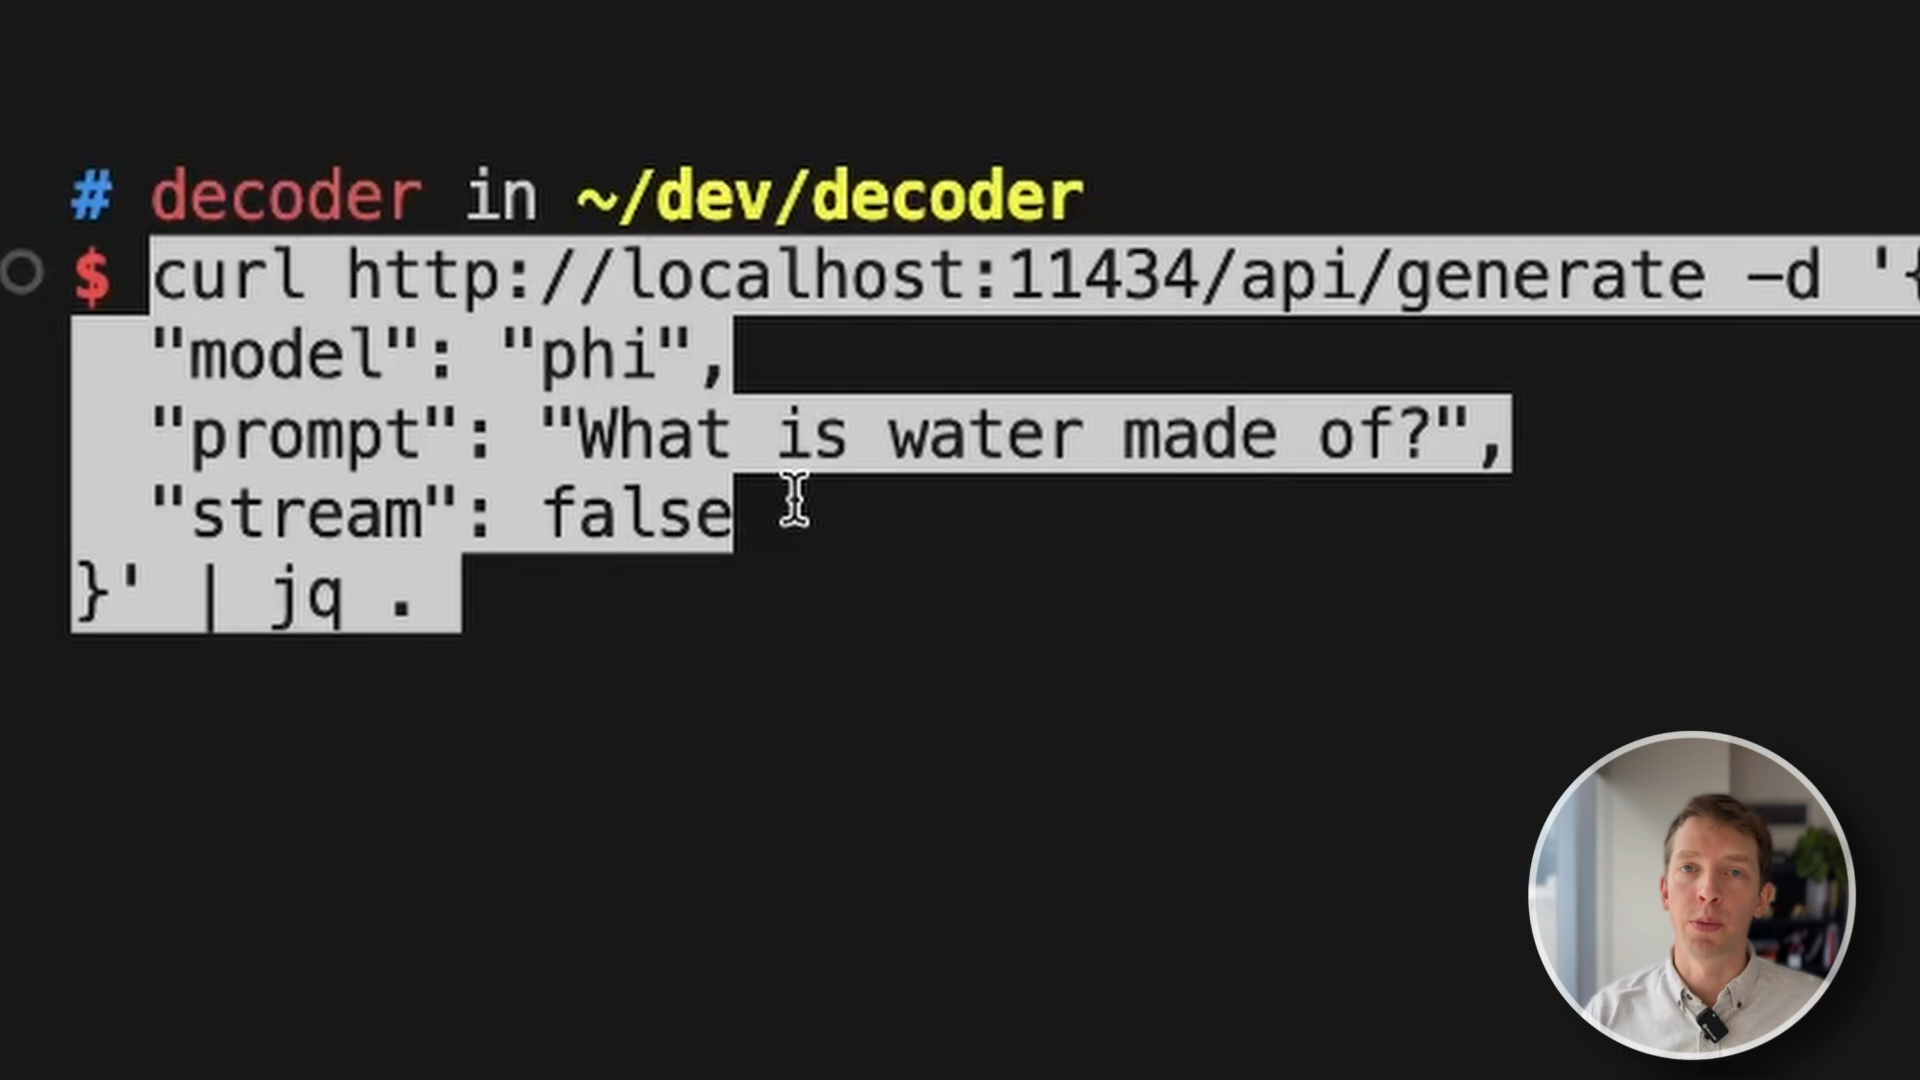 # decoder in ~/dev/decoder
$ curl http://localhost:11434/api/generate -d '{
"model": "phi",
"prompt": "What is water made of?",
"stream": false
}' | jq .